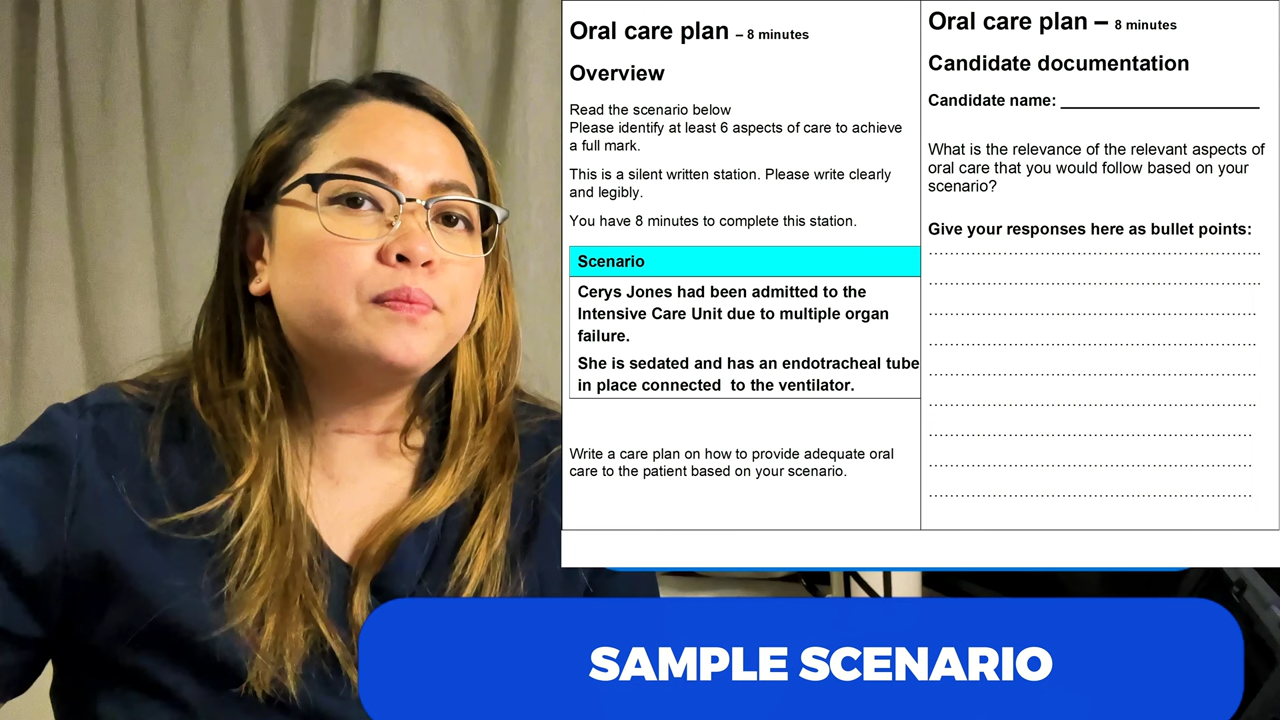 Oral care plan – 8 minutes
Overview
Read the scenario below
Please identify at least 6 aspects of care to achieve
a full mark.
This is a silent written station. Please write clearly
and legibly.
You have 8 minutes to complete this station.
Scenario
Cerys Jones had been admitted to the
Intensive Care Unit due to multiple organ
failure.
She is sedated and has an endotracheal tube
in place connected to the ventilator.
Write a care plan on how to provide adequate oral
care to the patient based on your scenario.
Oral care plan – 8 minutes
Candidate documentation
Candidate name: ____________________
What is the relevance of the relevant aspects of
oral care that you would follow based on your
scenario?
Give your responses here as bullet points:
SAMPLE SCENARIO